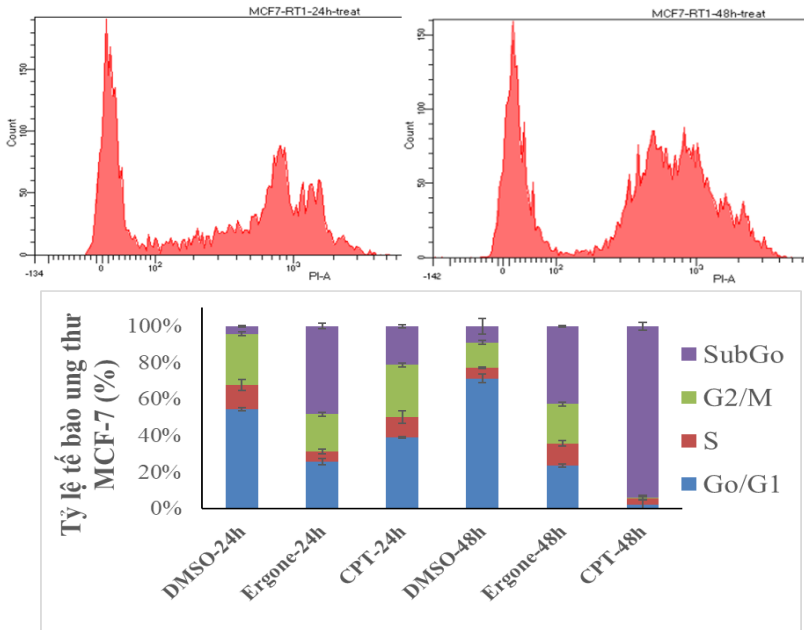 MCF7-RT1-24h-treat
Count
150
100
50
0
-134
0
10²
10³
PI-A
MCF7-RT1-48h-treat
Count
150
100
50
0
-142
0
10²
10³
PI-A
Tỷ lệ tế bào ung thư
MCF-7 (%)
100%
80%
60%
40%
20%
0%
DMSO-24h
Ergone-24h
CPT-24h
DMSO-48h
Ergone-48h
CPT-48h
SubGo
G2/M
S
Go/G1